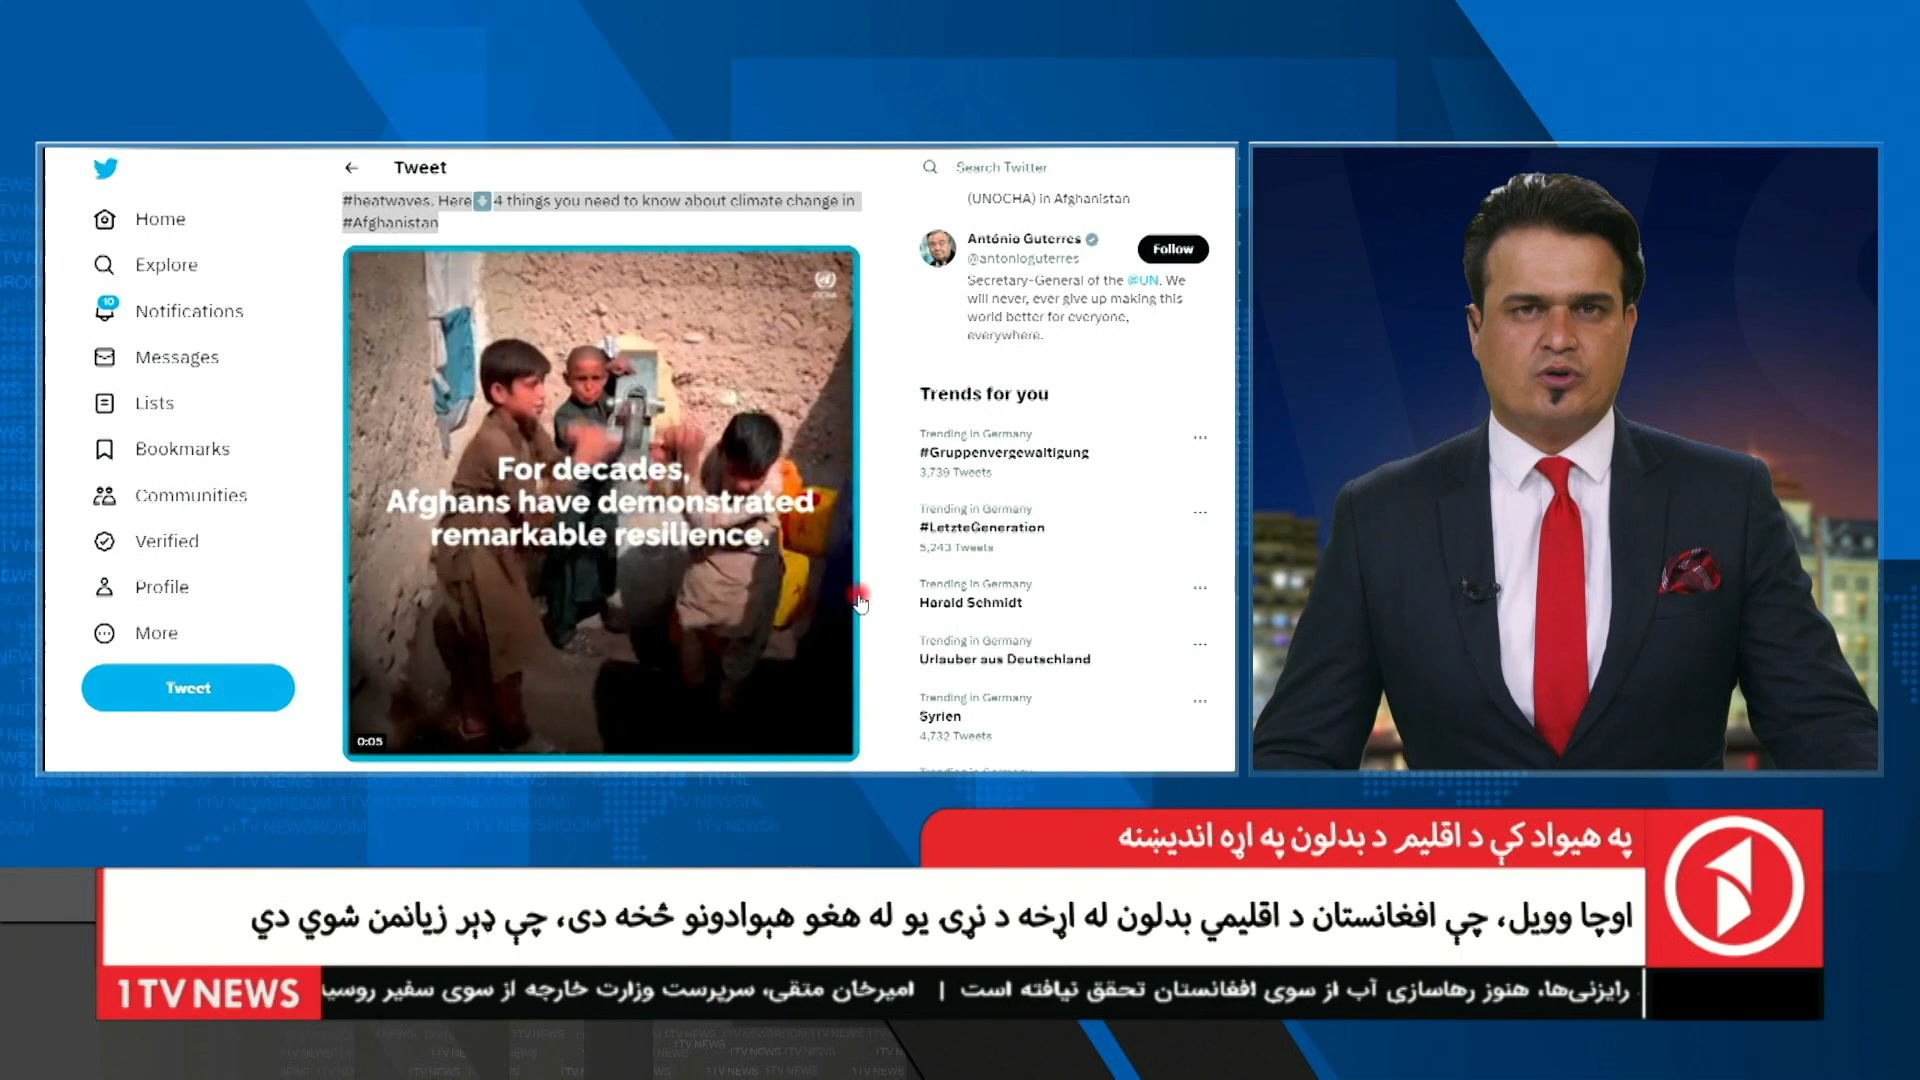 Tweet
#heatwaves. Here⬇️4 things you need to know about climate change in
#Afghanistan
For decades,
Afghans have demonstrated
remarkable resilience.
0:05
Home
Explore
10
Notifications
Messages
Lists
Bookmarks
Communities
Verified
Profile
More
Tweet
Search Twitter
(UNOCHA) in Afghanistan
António Guterres
@antonioguterres
Follow
Secretary-General of the @UN. We
will never, ever give up making this
world better for everyone,
everywhere.
Trends for you
Trending in Germany
#Gruppenvergewaltigung
3,739 Tweets
Trending in Germany
#LetzteGeneration
5,243 Tweets
Trending in Germany
Harald Schmidt
Trending in Germany
Urlauber aus Deutschland
Trending in Germany
Syrien
4,732 Tweets
په هیواد کې د اقلیم د بدلون په اړه اندیښنه
اوچا وویل، چې افغانستان د اقلیمي بدلون له اړخه د نړۍ یو له هغو هېوادونو څخه دی، چې ډېر زیانمن شوي دي
1TV NEWS
رایزنی‌ها، هنوز رهاسازی آب از سوی افغانستان تحقق نیافته است | امیرخان متقی، سرپرست وزارت خارجه از سوی سفیر روسیه